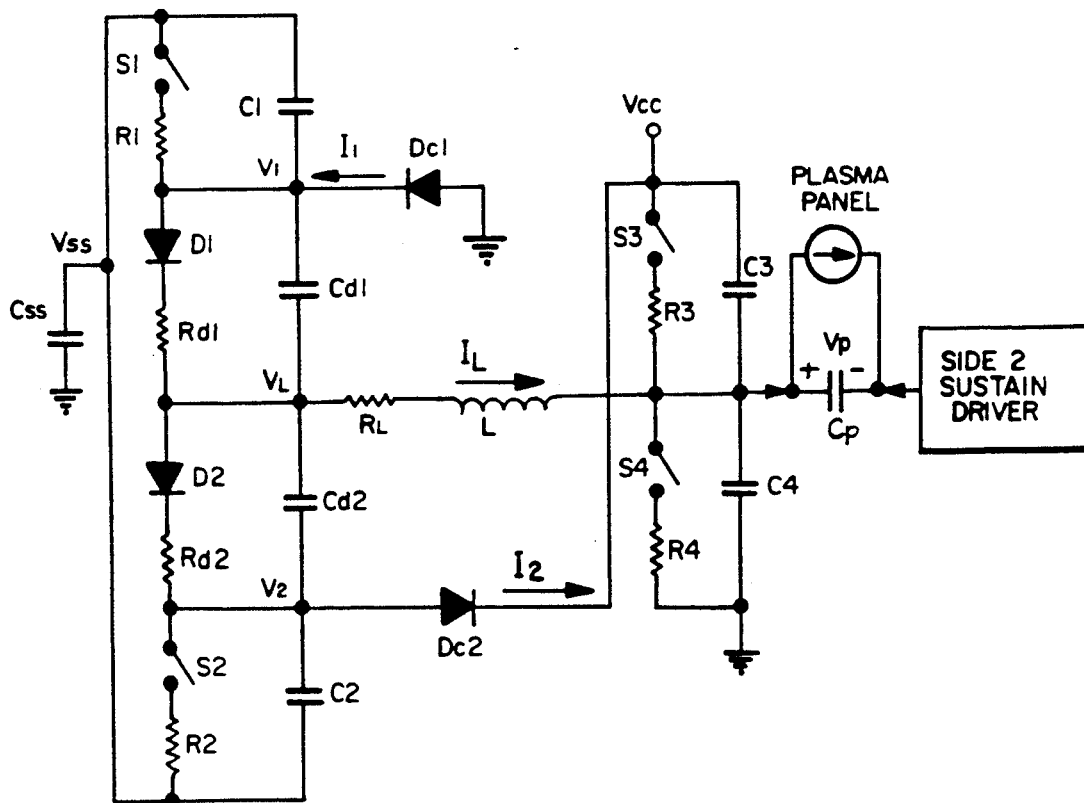 S1
C1
R1
V1
I1
Dc1
Vcc
PLASMA
PANEL
Vss
D1
S3
C3
Css
Cd1
Rd1
R3
VL
IL
Vp
+ -
SIDE 2
SUSTAIN
DRIVER
RL
L
Cp
D2
S4
Cd2
C4
Rd2
R4
V2
I2
Dc2
S2
C2
R2